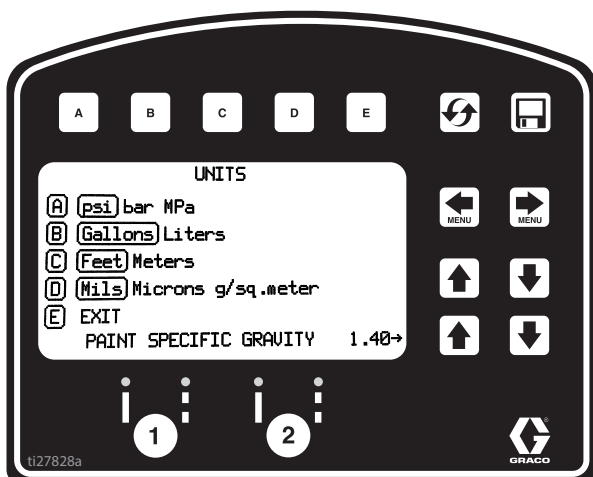 A B C D E
MENU MENU
UNITS
A psi bar MPa
B Gallons Liters
C Feet Meters
D Mils Microns g/sq.meter
E EXIT
PAINT SPECIFIC GRAVITY 1.40→
1 2
GRACO
ti27828a